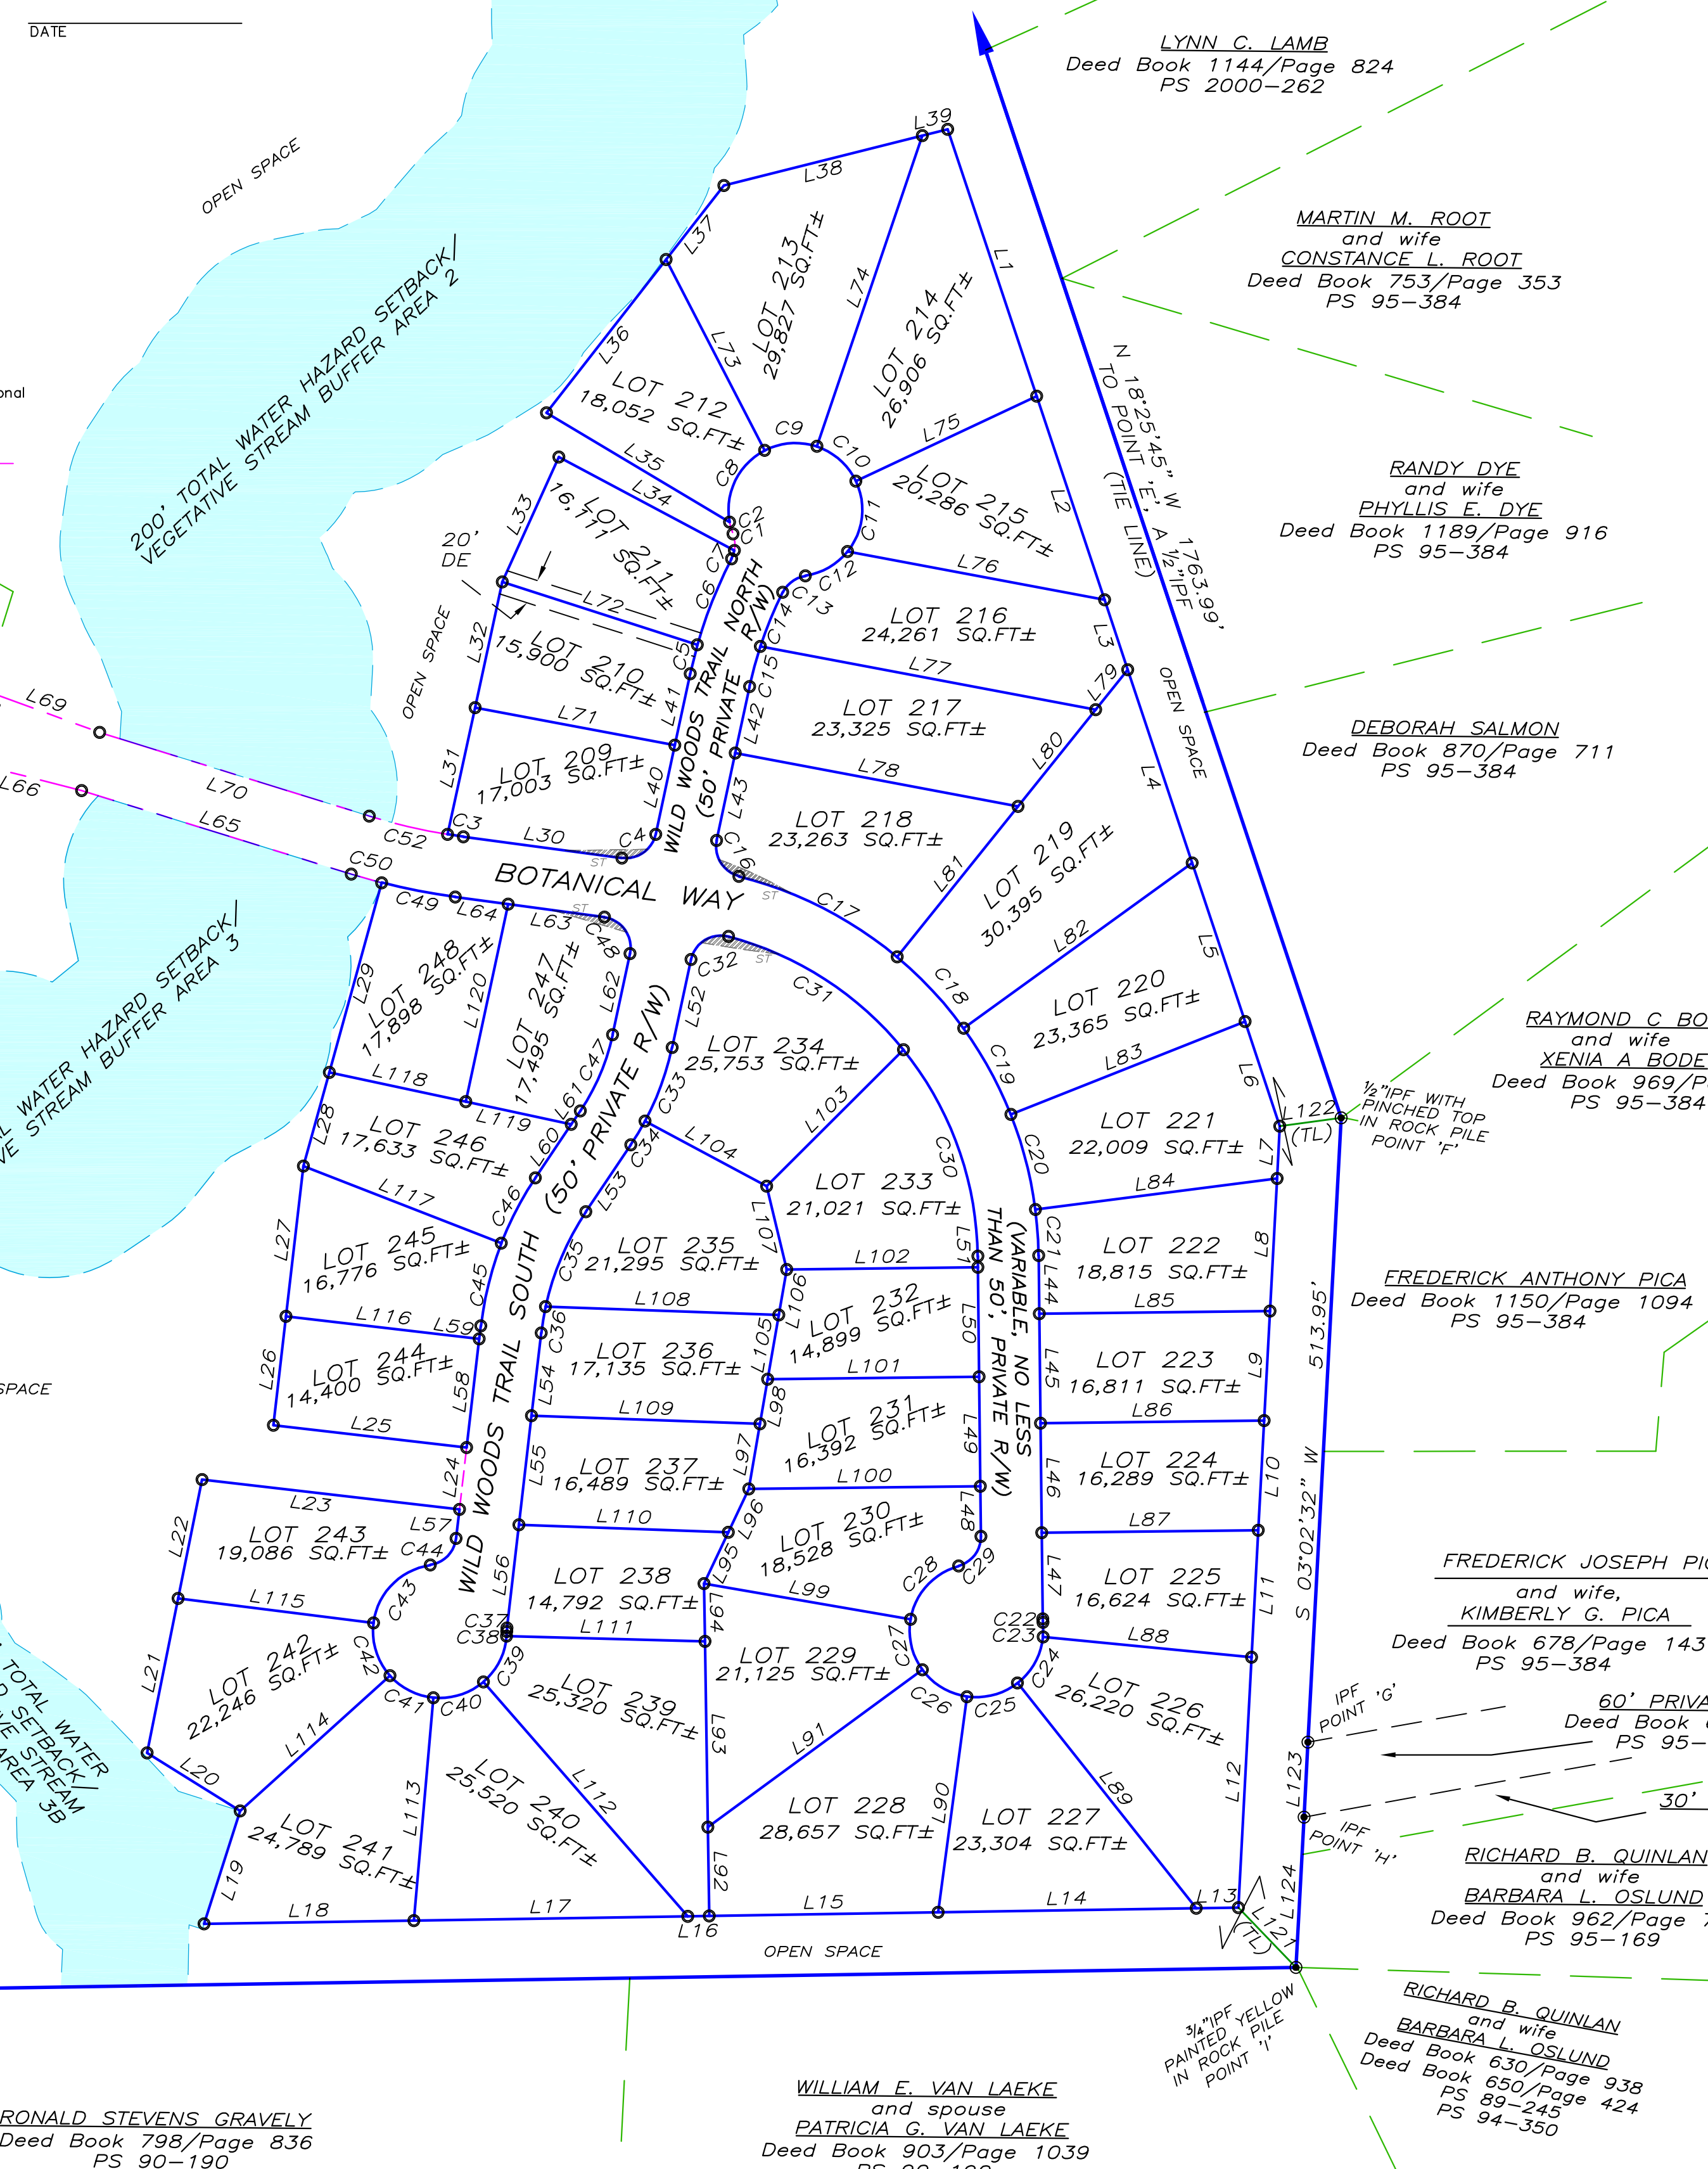 DATE
OPEN SPACE
200' TOTAL WATER HAZARD SETBACK/
VEGETATIVE STREAM BUFFER AREA 2
LYNN C. LAMB
Deed Book 1144/Page 824
PS 2000-262
MARTIN M. ROOT
and wife
CONSTANCE L. ROOT
Deed Book 753/Page 353
PS 95-384
RANDY DYE
and wife
PHYLLIS E. DYE
Deed Book 1189/Page 916
PS 95-384
DEBORAH SALMON
Deed Book 870/Page 711
PS 95-384
RAYMOND C BO
and wife
XENIA A BODE
Deed Book 969/P
PS 95-384
FREDERICK ANTHONY PICA
Deed Book 1150/Page 1094
PS 95-384
FREDERICK JOSEPH PI
and wife,
KIMBERLY G. PICA
Deed Book 678/Page 143
PS 95-384
60' PRIVA
Deed Book
PS 95-
30'
RICHARD B. QUINLAN
and wife
BARBARA L. OSLUND
Deed Book 962/Page
PS 95-169
RICHARD B. QUINLAN
and wife
BARBARA L. OSLUND
Deed Book 630/Page 938
Deed Book 650/Page 424
PS 89-245
PS 94-350
WILLIAM E. VAN LAEKE
and spouse
PATRICIA G. VAN LAEKE
Deed Book 903/Page 1039
RONALD STEVENS GRAVELY
Deed Book 798/Page 836
PS 90-190
onal
N 18°25'45" W 1763.99'
TO POINT 'E', A ½"IPF
(TIE LINE)
OPEN SPACE
½"IPF WITH
PINCHED TOP
IN ROCK PILE
POINT 'F'
L122
(TL)
S 03°02'32" W 513.95'
IPF
POINT 'G'
L123
IPF
POINT 'H'
L124
L121
(TL)
¾"IPF
PAINTED YELLOW
IN ROCK PILE
POINT 'I'
OPEN SPACE
L39
L38
L37
L36
L35
L34
L33
L32
L31
L30
L1
L2
L3
L4
L5
L6
L7
L8
L9
L10
L11
L12
L13
L14
L15
L16
L17
L18
L19
L20
L21
L22
L23
L24
L25
L26
L27
L28
L29
LOT 213
29,827 SQ.FT±
L74
L73
LOT 214
26,906 SQ.FT±
LOT 212
18,052 SQ.FT±
C8
C9
C10
C11
C12
C13
C14
C15
L75
LOT 215
20,286 SQ.FT±
L76
C2
C1
C7
C6
C5
LOT 211
16,771 SQ.FT±
20'
DE
L72
LOT 210
15,900 SQ.FT±
OPEN SPACE
L71
L41
L40
L42
L43
LOT 209
17,003 SQ.FT±
C3
C4
ST
WILD WOODS TRAIL NORTH
(50' PRIVATE R/W)
LOT 216
24,261 SQ.FT±
L77
L79
LOT 217
23,325 SQ.FT±
L78
L80
LOT 218
23,263 SQ.FT±
L81
C16
ST
C17
LOT 219
30,395 SQ.FT±
L82
C18
LOT 220
23,365 SQ.FT±
L83
C19
LOT 221
22,009 SQ.FT±
C20
L84
C21
L44
LOT 222
18,815 SQ.FT±
L85
L45
LOT 223
16,811 SQ.FT±
L86
L46
LOT 224
16,289 SQ.FT±
L87
L47
LOT 225
16,624 SQ.FT±
C22
C23
L88
C24
LOT 226
26,220 SQ.FT±
L89
C25
LOT 227
23,304 SQ.FT±
L90
C26
LOT 228
28,657 SQ.FT±
L91
C27
LOT 229
21,125 SQ.FT±
L92
L93
L94
L99
C28
C29
L48
LOT 230
18,528 SQ.FT±
L95
L96
L100
L49
LOT 231
16,392 SQ.FT±
L97
L98
L101
L50
LOT 232
14,899 SQ.FT±
L105
L106
L102
L51
LOT 233
21,021 SQ.FT±
L107
C30
L103
L104
(VARIABLE, NO LESS
THAN 50', PRIVATE R/W)
BOTANICAL WAY
L69
L66
L70
L65
C52
C50
C49
L64
L63
ST
C48
C32
ST
C31
L52
LOT 234
25,753 SQ.FT±
C33
C34
L53
LOT 235
21,295 SQ.FT±
C35
L108
C36
LOT 236
17,135 SQ.FT±
L54
L109
LOT 237
16,489 SQ.FT±
L55
L110
LOT 238
14,792 SQ.FT±
L56
C37
C38
L111
C39
LOT 239
25,320 SQ.FT±
C40
L112
LOT 240
25,520 SQ.FT±
L113
C41
LOT 241
24,789 SQ.FT±
L114
C42
LOT 242
22,246 SQ.FT±
L115
C43
C44
LOT 243
19,086 SQ.FT±
L57
L58
LOT 244
14,400 SQ.FT±
L59
L116
LOT 245
16,776 SQ.FT±
C45
C46
L117
LOT 246
17,633 SQ.FT±
L60
L61
L118
L119
C47
L62
LOT 247
17,495 SQ.FT±
L120
LOT 248
17,898 SQ.FT±
WILD WOODS TRAIL SOUTH (50' PRIVATE R/W)
WATER HAZARD SETBACK/
VE STREAM BUFFER AREA 3
SPACE
TOTAL WATER
SETBACK/
VE STREAM
AREA 3B